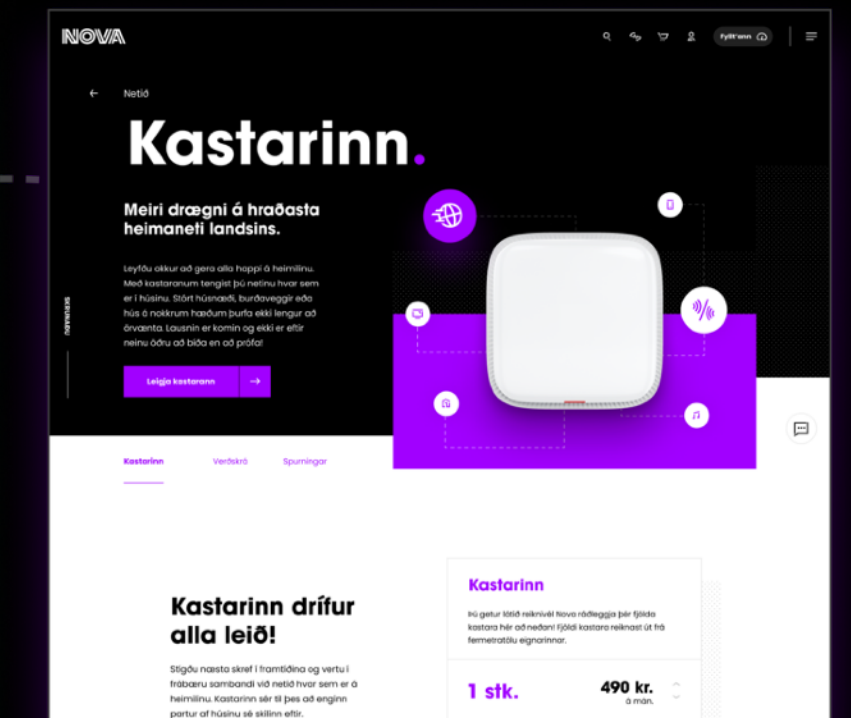 NOVA
Fyllt'ann
Netið
Kastarinn.
Meiri drægni á hraðasta
heimaneti landsins.
Leyfðu okkur að gera alla happi á heimilinu.
Með kastaranum tengist þú netinu hvar sem
er í húsinu. Stórt húsnæði, burðaveggir eða
hús á nokkrum hæðum þurfa ekki lengur að
örvænta. Lausnin er komin og ekki er eftir
neinu öðru að bíða en að prófa!
SKRUNAÐU
Leigja kastarann
Kastarinn
Verðskrá
Spurningar
Kastarinn drífur
alla leið!
Stígðu næsta skref í framtíðina og vertu í
frábæru sambandi við netið hvar sem er á
heimilinu. Kastarinn sér til þes að enginn
partur af húsinu sé skilinn eftir.
Kastarinn
Þú getur látið reiknivél Nova ráðleggja þér fjölda
kastara hér að neðan! Fjöldi kastara reiknast út frá
fermetratölu eignarinnar.
1 stk.
490 kr.
á mán.